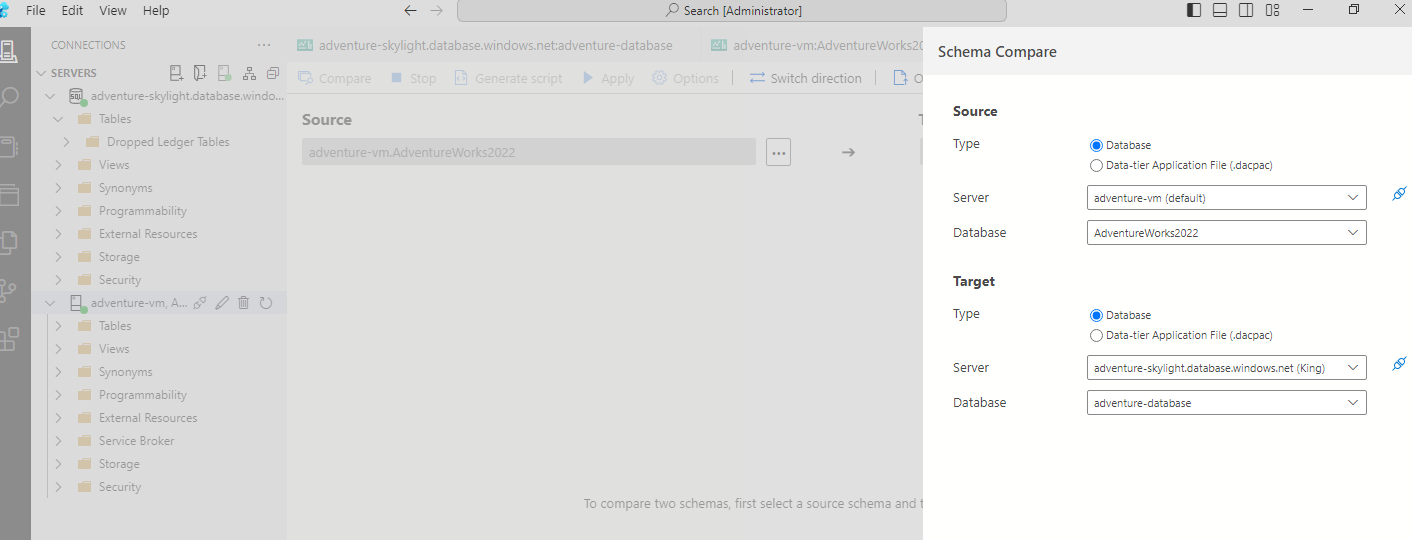 File Edit View Help
Search [Administrator]
CONNECTIONS
SERVERS
adventure-skylight.database.windo...
Tables
Dropped Ledger Tables
Views
Synonyms
Programmability
External Resources
Storage
Security
adventure-vm, A...
Tables
Views
Synonyms
Programmability
External Resources
Service Broker
Storage
Security
adventure-skylight.database.windows.net:adventure-database
adventure-vm:AdventureWorks20
Compare Stop Generate script Apply Options Switch direction O
Source
adventure-vm.AdventureWorks2022
To compare two schemas, first select a source schema and t
Schema Compare
Source
Type
Database
Data-tier Application File (.dacpac)
Server
adventure-vm (default)
Database
AdventureWorks2022
Target
Type
Database
Data-tier Application File (.dacpac)
Server
adventure-skylight.database.windows.net (King)
Database
adventure-database